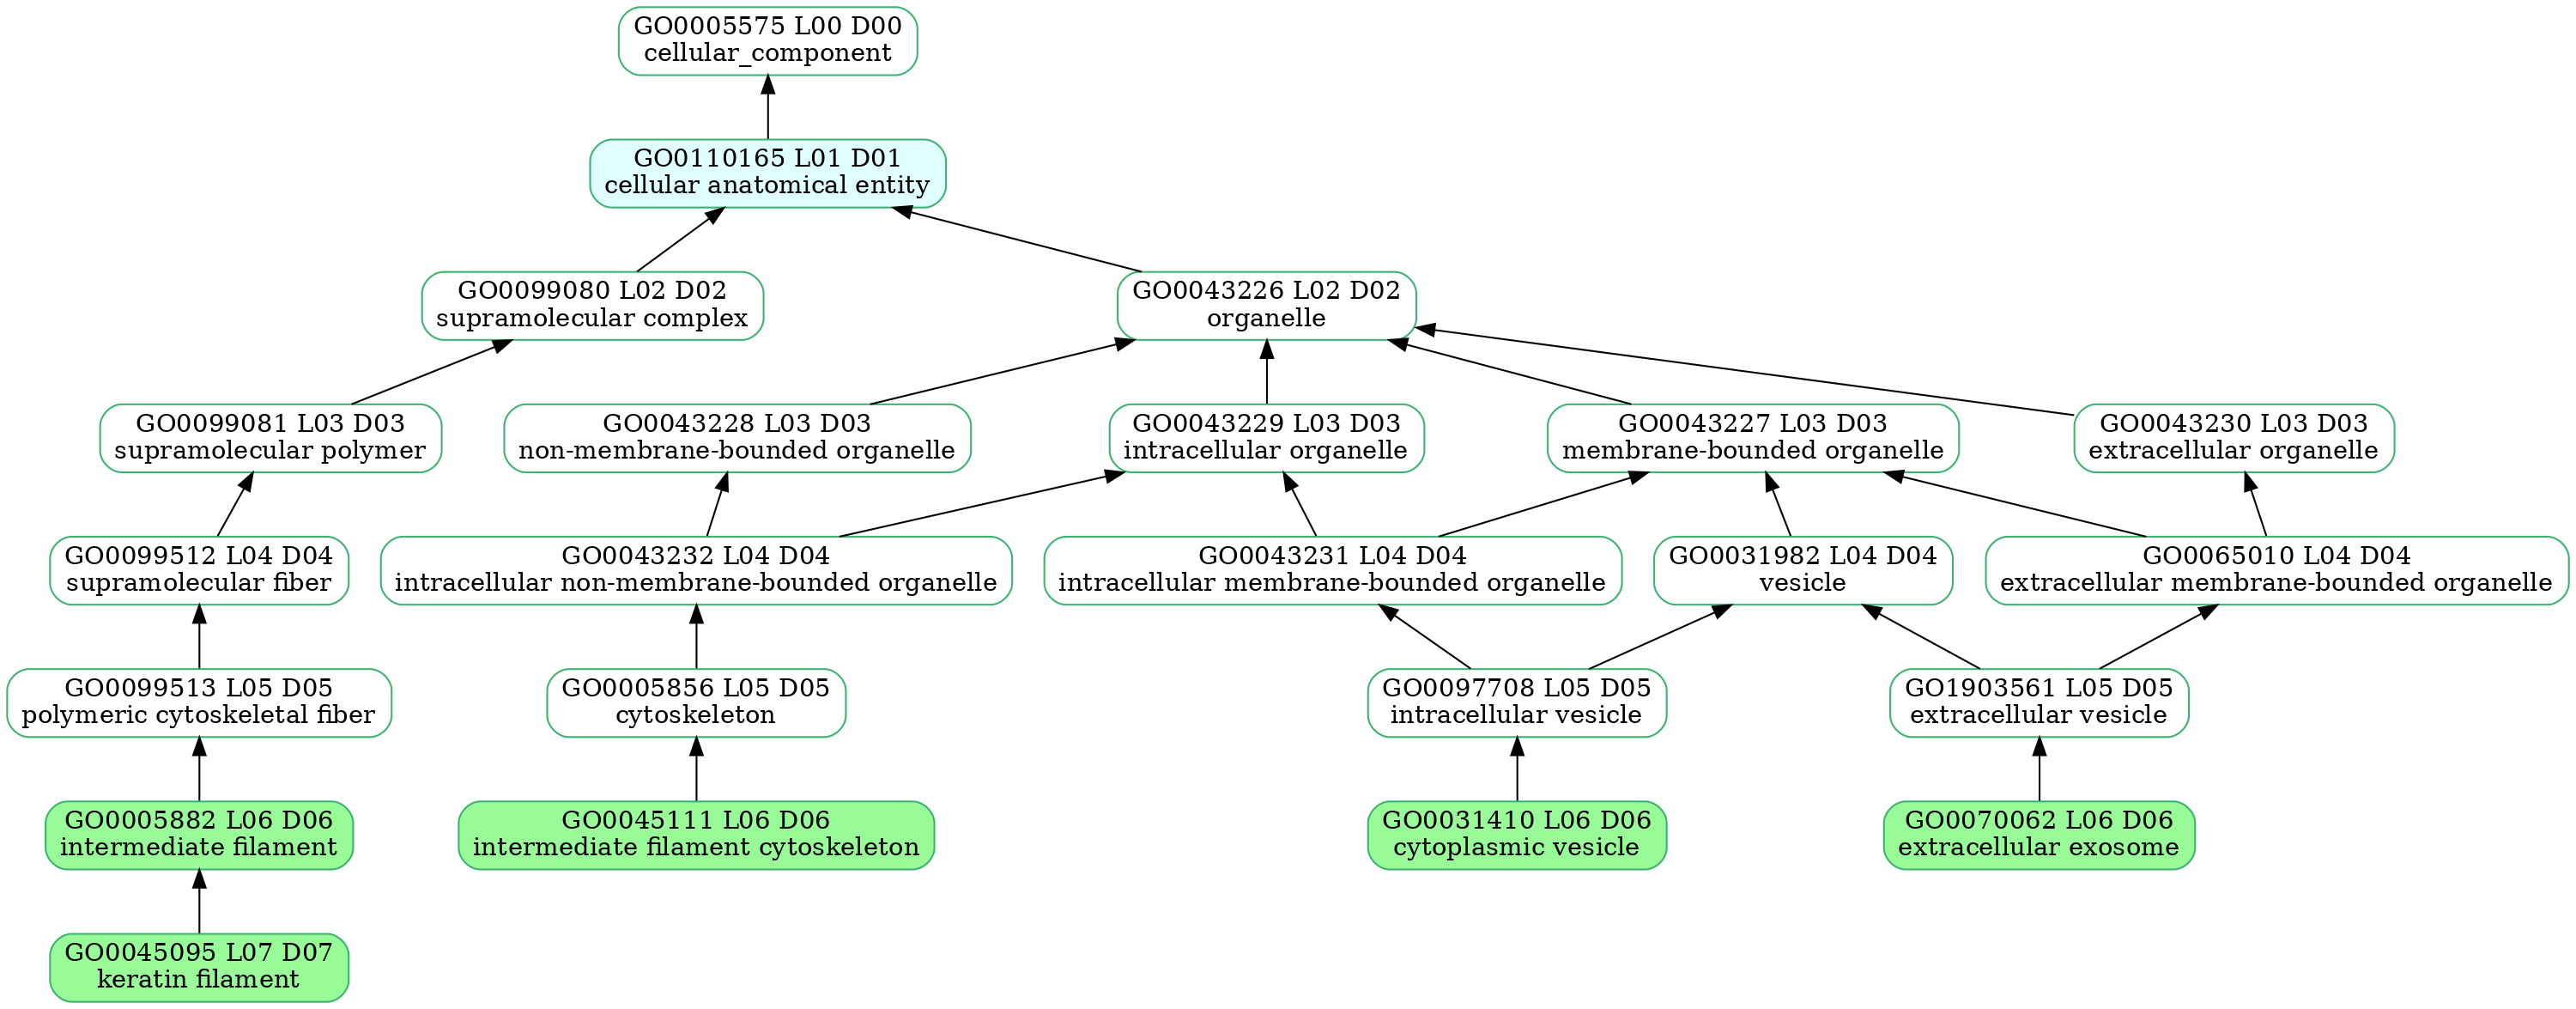 GO0005575 L00 D00
cellular_component
GO0110165 L01 D01
cellular anatomical entity
GO0099080 L02 D02
supramolecular complex
GO0043226 L02 D02
organelle
GO0099081 L03 D03
supramolecular polymer
GO0043228 L03 D03
non-membrane-bounded organelle
GO0043229 L03 D03
intracellular organelle
GO0043227 L03 D03
membrane-bounded organelle
GO0043230 L03 D03
extracellular organelle
GO0099512 L04 D04
supramolecular fiber
GO0043232 L04 D04
intracellular non-membrane-bounded organelle
GO0043231 L04 D04
intracellular membrane-bounded organelle
GO0031982 L04 D04
vesicle
GO0065010 L04 D04
extracellular membrane-bounded organelle
GO0099513 L05 D05
polymeric cytoskeletal fiber
GO0005856 L05 D05
cytoskeleton
GO0097708 L05 D05
intracellular vesicle
GO1903561 L05 D05
extracellular vesicle
GO0005882 L06 D06
intermediate filament
GO0045111 L06 D06
intermediate filament cytoskeleton
GO0031410 L06 D06
cytoplasmic vesicle
GO0070062 L06 D06
extracellular exosome
GO0045095 L07 D07
keratin filament